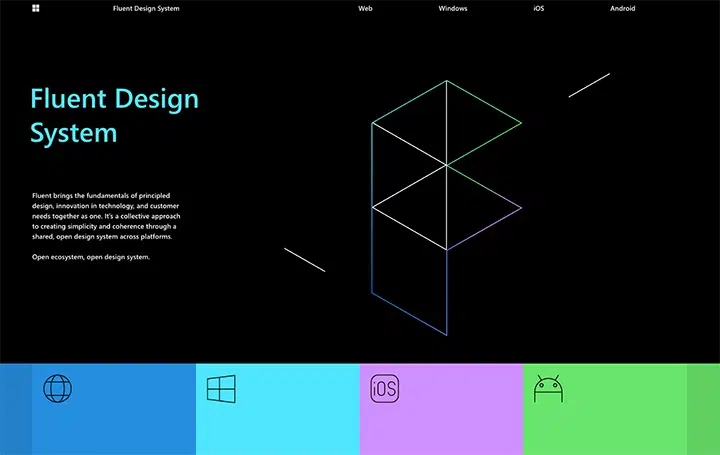 Fluent Design System
Web
Windows
iOS
Android
Fluent Design
System
Fluent brings the fundamentals of principled
design, innovation in technology, and customer
needs together as one. It's a collective approach
to creating simplicity and coherence through a
shared, open design system across platforms.
Open ecosystem, open design system.
iOS